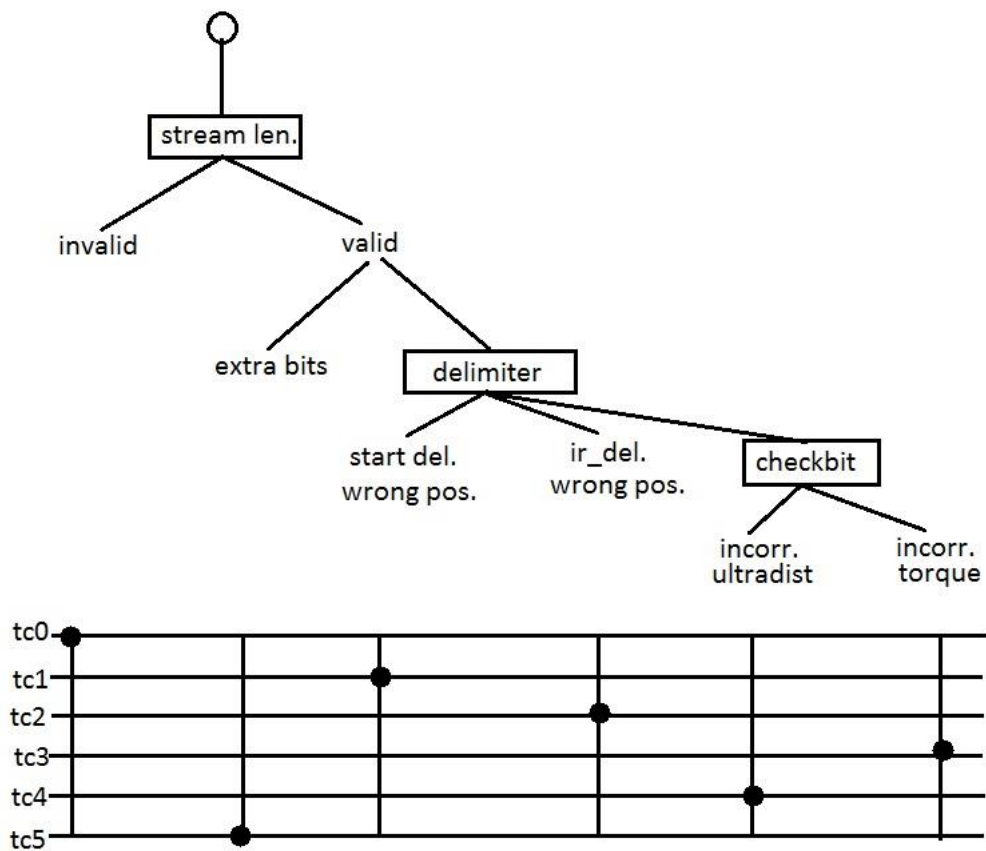 stream len.
invalid
valid
extra bits
delimiter
start del.
wrong pos.
ir_del.
wrong pos.
checkbit
incorr.
ultradist
incorr.
torque
tc0
tc1
tc2
tc3
tc4
tc5